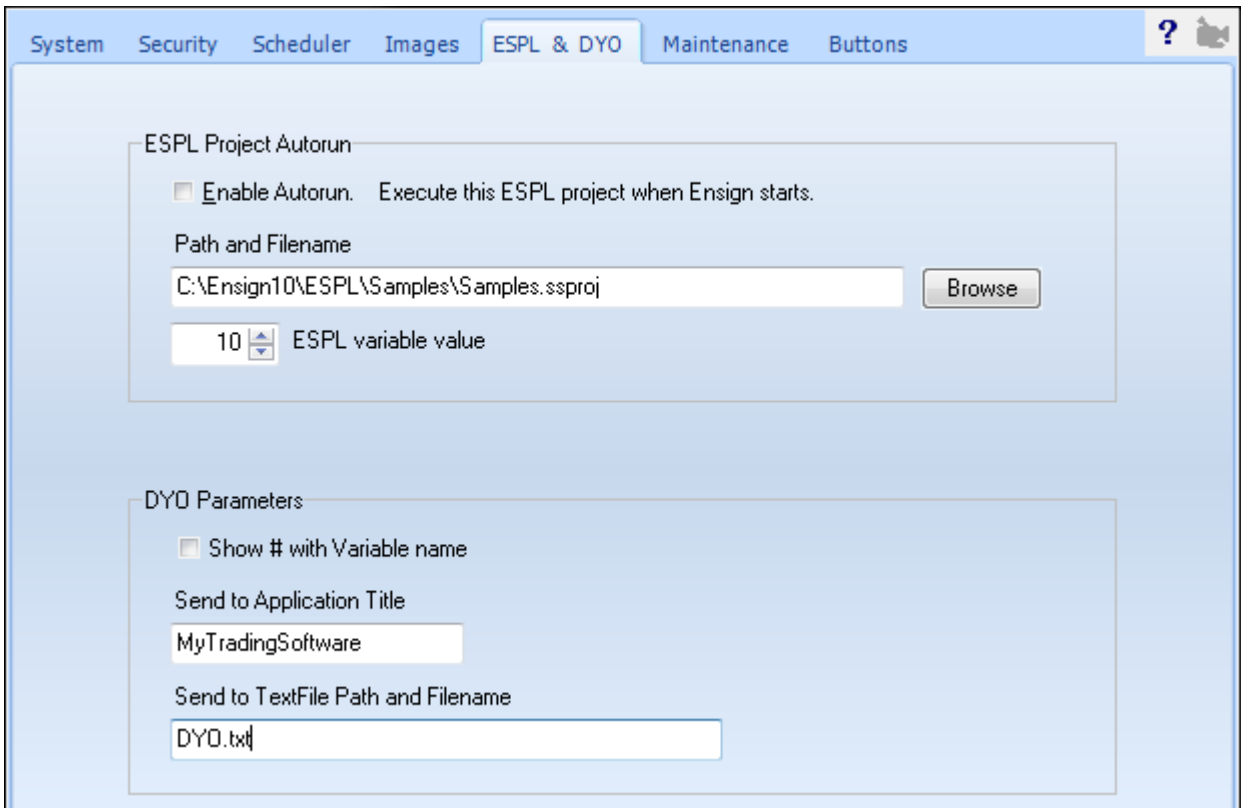 System Security Scheduler Images ESPL & DYO Maintenance Buttons ?
ESPL Project Autorun
Enable Autorun. Execute this ESPL project when Ensign starts.
Path and Filename
C:\Ensign10\ESPL\Samples\Samples.ssproj Browse
10 ESPL variable value
DYO Parameters
Show # with Variable name
Send to Application Title
MyTradingSoftware
Send to TextFile Path and Filename
DYO.txt